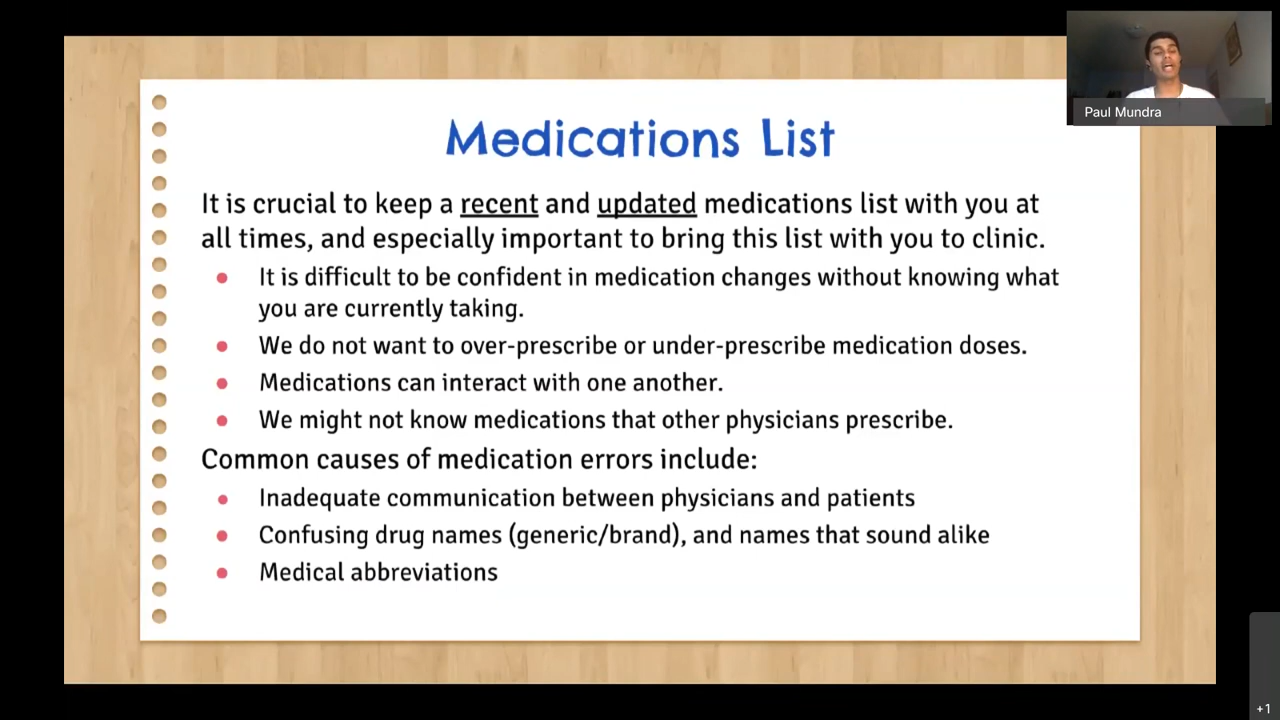 Paul Mundra
Medications List
It is crucial to keep a recent and updated medications list with you at
all times, and especially important to bring this list with you to clinic.
It is difficult to be confident in medication changes without knowing what
you are currently taking.
We do not want to over-prescribe or under-prescribe medication doses.
Medications can interact with one another.
We might not know medications that other physicians prescribe.
Common causes of medication errors include:
Inadequate communication between physicians and patients
Confusing drug names (generic/brand), and names that sound alike
Medical abbreviations
+1